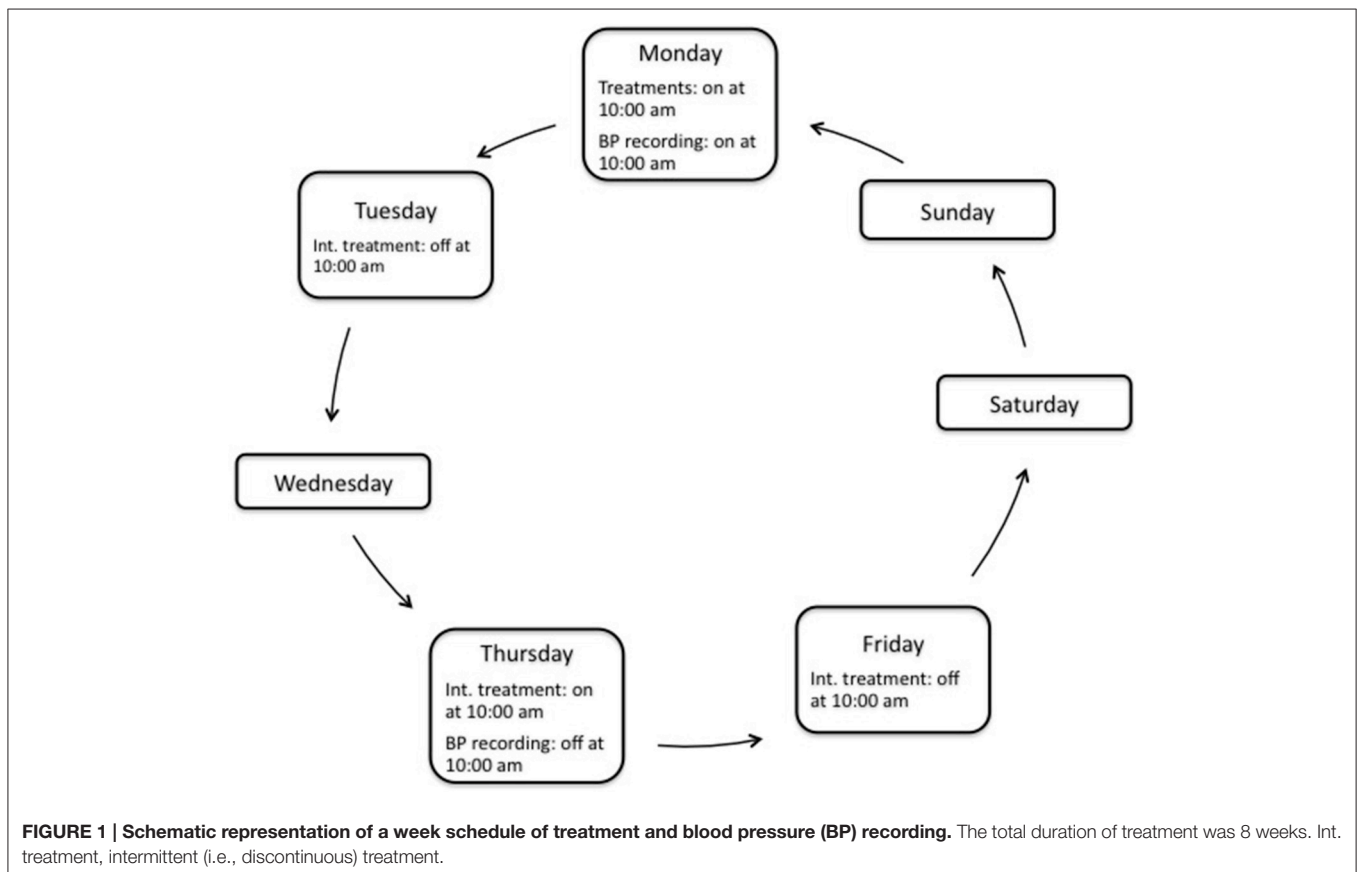 Monday
Treatments: on at
10:00 am
BP recording: on at
10:00 am
Tuesday
Int. treatment: off at
10:00 am
Wednesday
Thursday
Int. treatment: on
at 10:00 am
BP recording: off at
10:00 am
Friday
Int. treatment: off
at 10:00 am
Saturday
Sunday
FIGURE 1 | Schematic representation of a week schedule of treatment and blood pressure (BP) recording. The total duration of treatment was 8 weeks. Int.
treatment, intermittent (i.e., discontinuous) treatment.